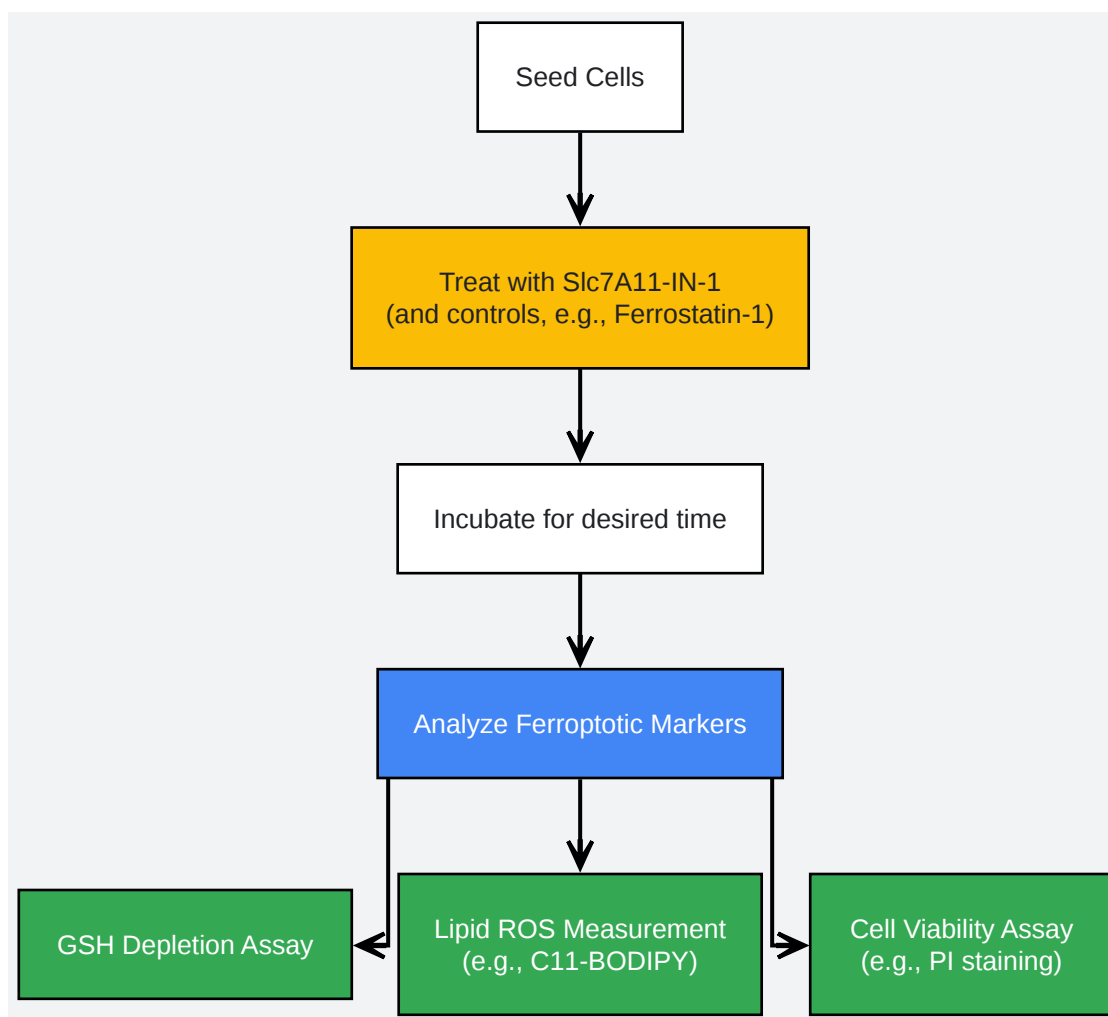 Seed Cells
Treat with Slc7A11-IN-1
(and controls, e.g., Ferrostatin-1)
Incubate for desired time
Analyze Ferroptotic Markers
GSH Depletion Assay
Lipid ROS Measurement
(e.g., C11-BODIPY)
Cell Viability Assay
(e.g., PI staining)